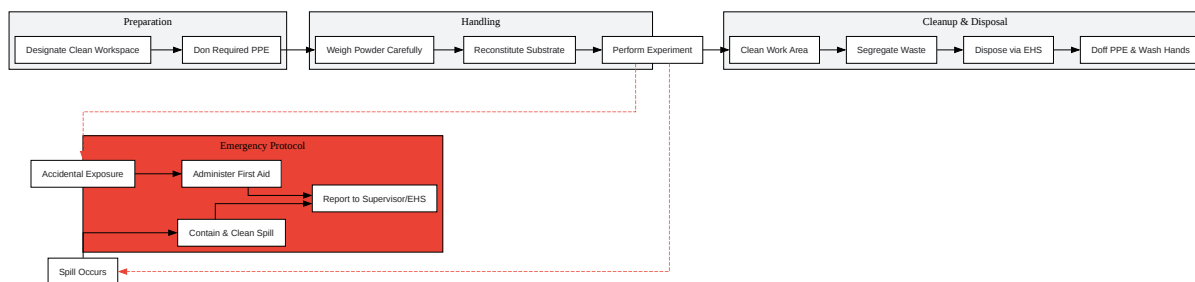 Preparation
Handling
Cleanup & Disposal
Designate Clean Workspace
Don Required PPE
Weigh Powder Carefully
Reconstitute Substrate
Perform Experiment
Clean Work Area
Segregate Waste
Dispose via EHS
Doff PPE & Wash Hands
Emergency Protocol
Accidental Exposure
Administer First Aid
Report to Supervisor/EHS
Contain & Clean Spill
Spill Occurs